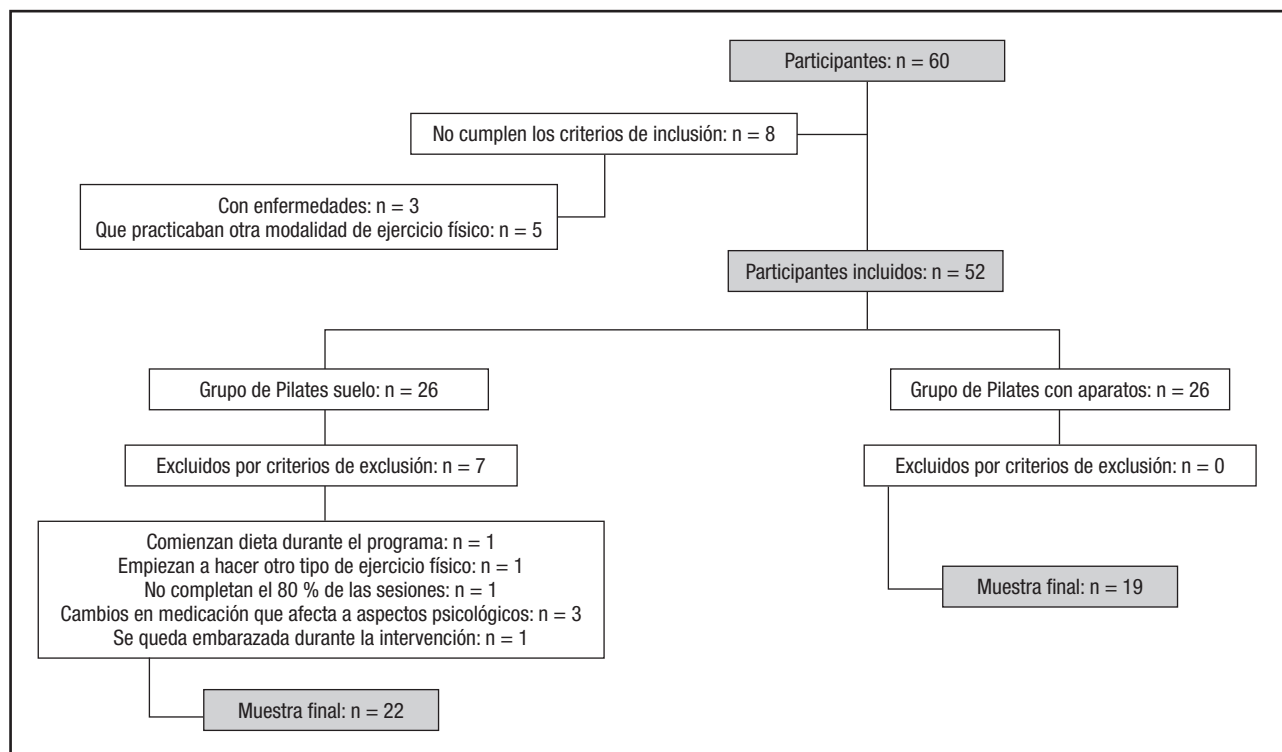 Participantes: n = 60
No cumplen los criterios de inclusión: n = 8
Con enfermedades: n = 3
Que practicaban otra modalidad de ejercicio físico: n = 5
Participantes incluidos: n = 52
Grupo de Pilates suelo: n = 26
Grupo de Pilates con aparatos: n = 26
Excluidos por criterios de exclusión: n = 7
Excluidos por criterios de exclusión: n = 0
Comienzan dieta durante el programa: n = 1
Empiezan a hacer otro tipo de ejercicio físico: n = 1
No completan el 80 % de las sesiones: n = 1
Cambios en medicación que afecta a aspectos psicológicos: n = 3
Se queda embarazada durante la intervención: n = 1
Muestra final: n = 19
Muestra final: n = 22